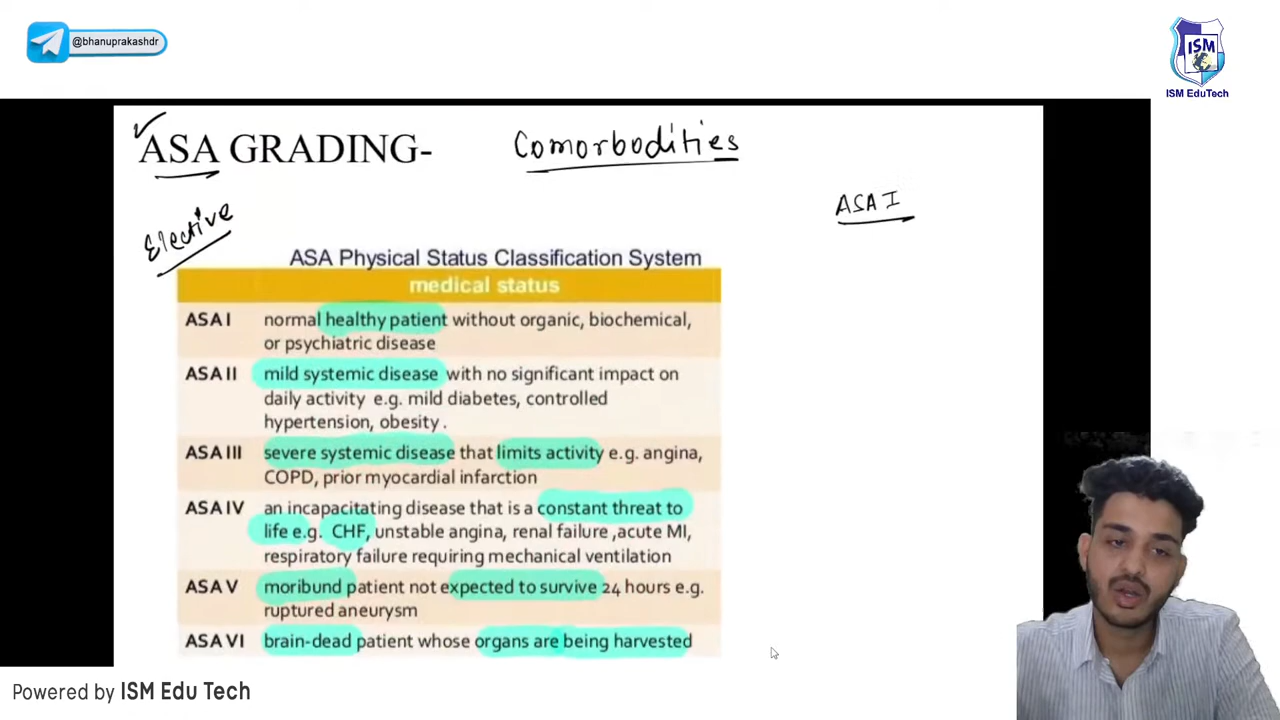 @bhanuprakashdr
ISM
ISM EduTech
ASA GRADING-
Comorbodities
ASA I
Elective
ASA Physical Status Classification System
medical status
ASA I normal healthy patient without organic, biochemical,
or psychiatric disease
ASA II mild systemic disease with no significant impact on
daily activity e.g. mild diabetes, controlled
hypertension, obesity .
ASA III severe systemic disease that limits activity e.g. angina,
COPD, prior myocardial infarction
ASA IV an incapacitating disease that is a constant threat to
life e.g. CHF, unstable angina, renal failure ,acute MI,
respiratory failure requiring mechanical ventilation
ASA V moribund patient not expected to survive 24 hours e.g.
ruptured aneurysm
ASA VI brain-dead patient whose organs are being harvested
Powered by ISM Edu Tech